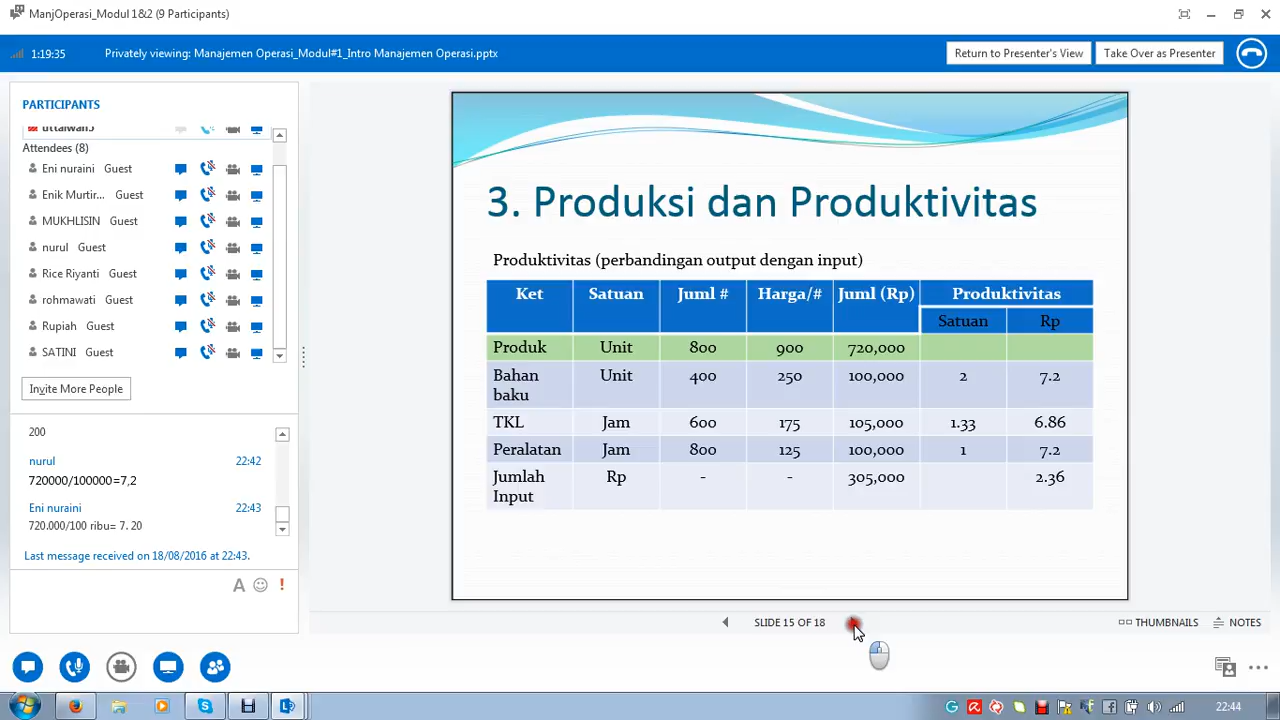 ManjOperasi_Modul 1&2 (9 Participants)
1:19:35
Privately viewing: Manajemen Operasi_Modul#1_Intro Manajemen Operasi.pptx
Return to Presenter's View
Take Over as Presenter
PARTICIPANTS
Attendees (8)
Eni nuraini Guest
Enik Murtir... Guest
MUKHLISIN Guest
nurul Guest
Rice Riyanti Guest
rohmawati Guest
Rupiah Guest
SATINI Guest
Invite More People
200
nurul 22:42
720000/100000=7,2
Eni nuraini 22:43
720.000/100 ribu= 7. 20
Last message received on 18/08/2016 at 22:43.
A
3. Produksi dan Produktivitas
Produktivitas (perbandingan output dengan input)
Ket Satuan Juml # Harga/# Juml (Rp) Produktivitas
Satuan Rp
Produk Unit 800 900 720,000
Bahan baku Unit 400 250 100,000 2 7.2
TKL Jam 600 175 105,000 1.33 6.86
Peralatan Jam 800 125 100,000 1 7.2
Jumlah Input Rp - - 305,000 2.36
SLIDE 15 OF 18
THUMBNAILS
NOTES
22:44